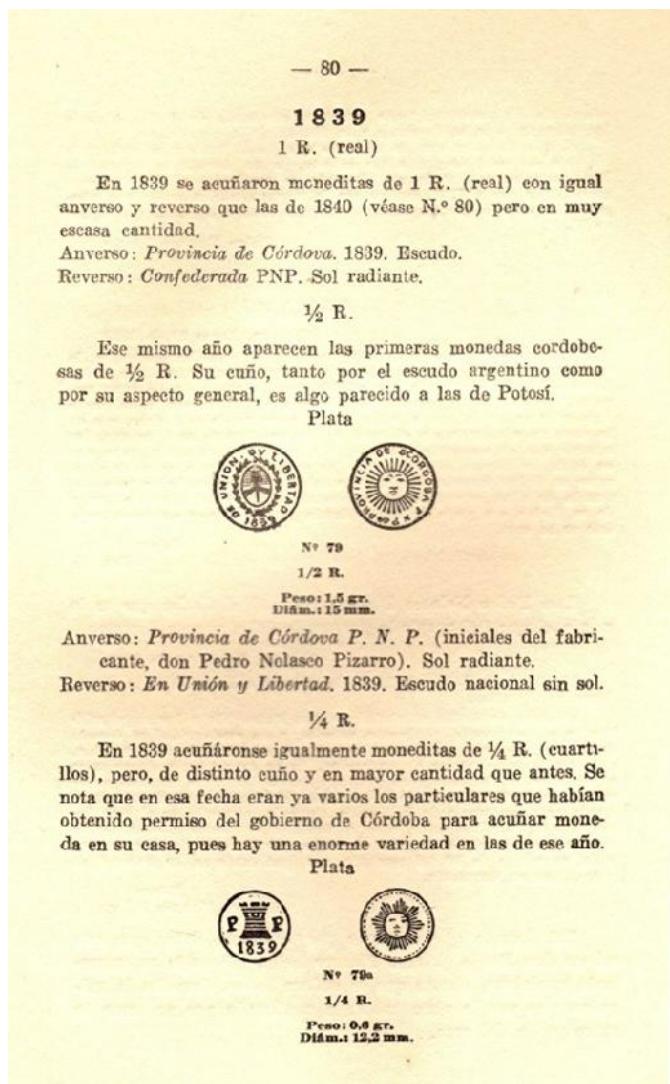 — 80 —
1839
1 R. (real)
En 1839 se acuñaron moneditas de 1 R. (real) con igual
anverso y reverso que las de 1840 (véase N.º 80) pero en muy
escasa cantidad.
Anverso: Provincia de Córdova. 1839. Escudo.
Reverso: Confederada PNP. Sol radiante.
½ R.
Ese mismo año aparecen las primeras monedas cordobe-
sas de ½ R. Su cuño, tanto por el escudo argentino como
por su aspecto general, es algo parecido a las de Potosí.
Plata
UNION Y LIBERTAD 1839
PROVINCIA DE CORDOBA
Nº 79
1/2 R.
Peso: 1,5 gr.
Diám.: 15 mm.
Anverso: Provincia de Córdova P. N. P. (iniciales del fabri-
cante, don Pedro Nolasco Pizarro). Sol radiante.
Reverso: En Unión y Libertad. 1839. Escudo nacional sin sol.
¼ R.
En 1839 acuñáronse igualmente moneditas de ¼ R. (cuarti-
llos), pero, de distinto cuño y en mayor cantidad que antes. Se
nota que en esa fecha eran ya varios los particulares que habían
obtenido permiso del gobierno de Córdoba para acuñar mone-
da en su casa, pues hay una enorme variedad en las de ese año.
Plata
P P
1839
Nº 79a
1/4 R.
Peso: 0,6 gr.
Diám.: 12,2 mm.